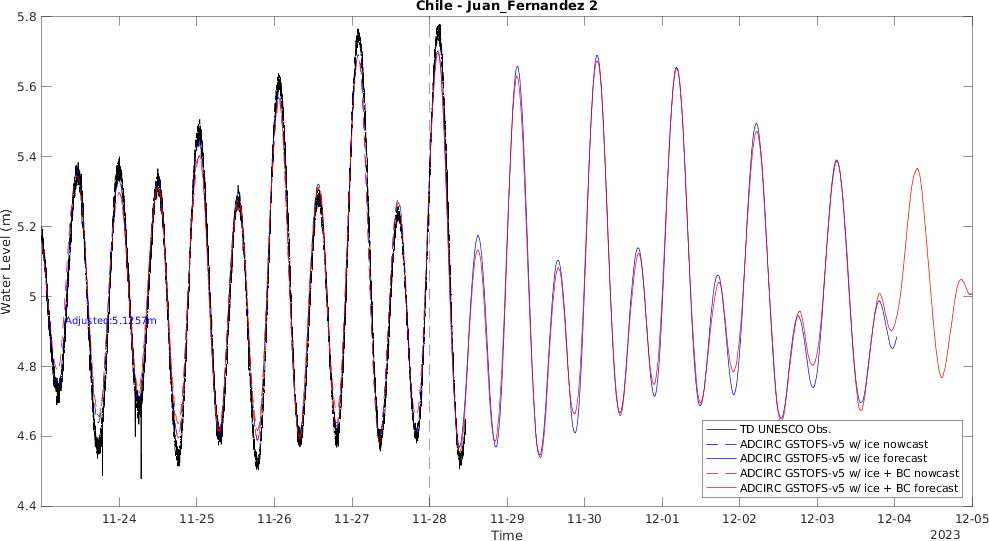 Chile - Juan_Fernandez 2
5.8
5.6
5.4
5.2
5
4.8
4.6
4.4
Water Level (m)
Adjusted:5.1257m
TD UNESCO Obs.
ADCIRC GSTOFS-v5 w/ ice nowcast
ADCIRC GSTOFS-v5 w/ ice forecast
ADCIRC GSTOFS-v5 w/ ice + BC nowcast
ADCIRC GSTOFS-v5 w/ ice + BC forecast
11-24 11-25 11-26 11-27 11-28 11-29 11-30 12-01 12-02 12-03 12-04 12-05
Time
2023